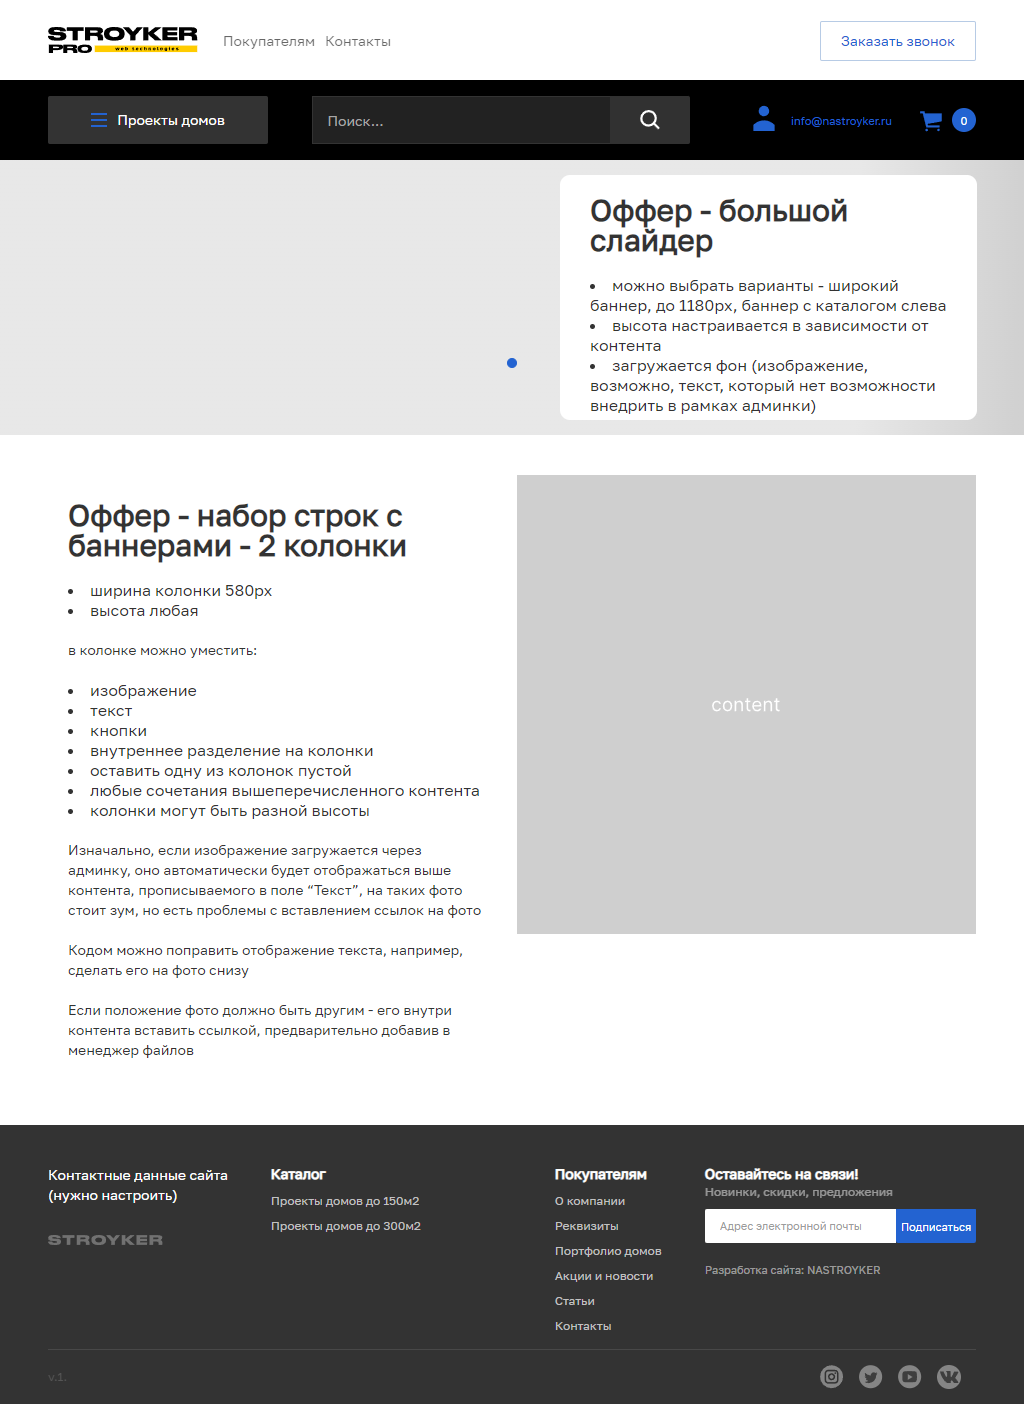 STROYKER
PRO web technologies
Покупателям Контакты
Заказать звонок
Проекты домов
Поиск...
info@nastroyker.ru
0
Оффер - большой
слайдер
• можно выбрать варианты - широкий
баннер, до 1180px, баннер с каталогом слева
• высота настраивается в зависимости от
контента
• загружается фон (изображение,
возможно, текст, который нет возможности
внедрить в рамках админки)
Оффер - набор строк с
баннерами - 2 колонки
• ширина колонки 580px
• высота любая
в колонке можно уместить:
• изображение
• текст
• кнопки
• внутреннее разделение на колонки
• оставить одну из колонок пустой
• любые сочетания вышеперечисленного контента
• колонки могут быть разной высоты
Изначально, если изображение загружается через
админку, оно автоматически будет отображаться выше
контента, прописываемого в поле “Текст”, на таких фото
стоит зум, но есть проблемы с вставлением ссылок на фото
Кодом можно поправить отображение текста, например,
сделать его на фото снизу
Если положение фото должно быть другим - его внутри
контента вставить ссылкой, предварительно добавив в
менеджер файлов
content
Контактные данные сайта
(нужно настроить)
STROYKER
Каталог
Проекты домов до 150м2
Проекты домов до 300м2
Покупателям
О компании
Реквизиты
Портфолио домов
Акции и новости
Статьи
Контакты
Оставайтесь на связи!
Новинки, скидки, предложения
Адрес электронной почты
Подписаться
Разработка сайта: NASTROYKER
v.1.